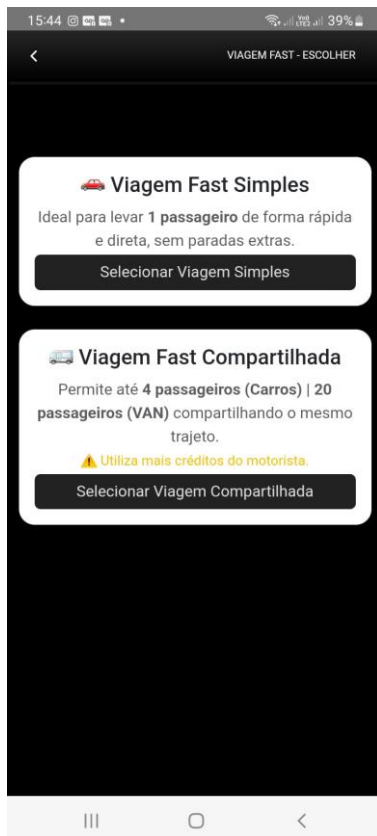 15:44
39%
VIAGEM FAST - ESCOLHER
Viagem Fast Simples
Ideal para levar 1 passageiro de forma rápida
e direta, sem paradas extras.
Selecionar Viagem Simples
Viagem Fast Compartilhada
Permite até 4 passageiros (Carros) | 20
passageiros (VAN) compartilhando o mesmo
trajeto.
Utiliza mais créditos do motorista.
Selecionar Viagem Compartilhada